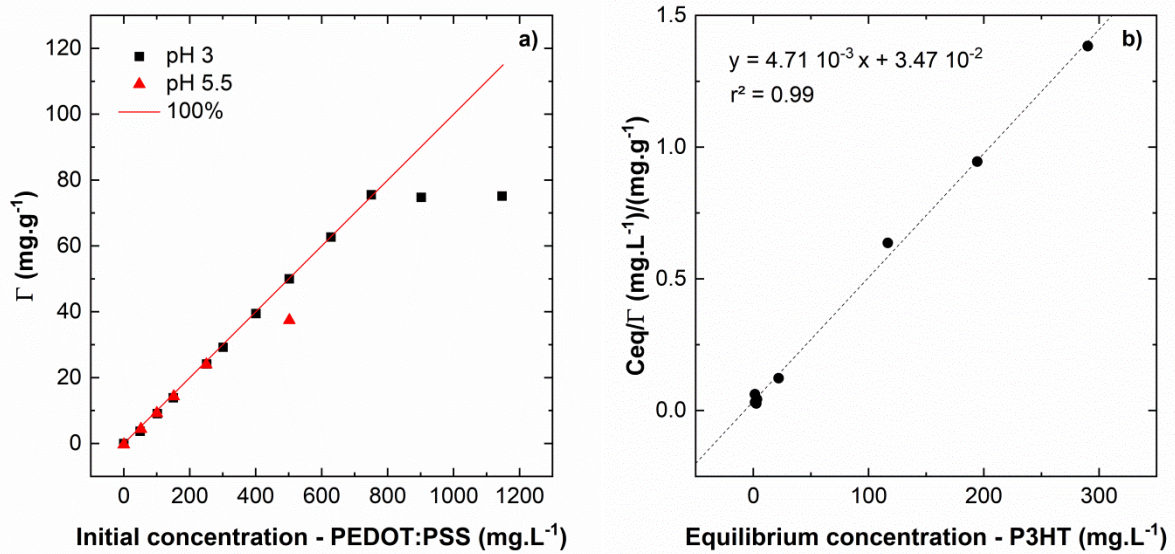 a)
pH 3
pH 5.5
100%
120
100
80
60
40
20
0
Γ (mg.g⁻¹)
0 200 400 600 800 1000 1200
Initial concentration - PEDOT:PSS (mg.L⁻¹)
b)
y = 4.71 10⁻³ x + 3.47 10⁻²
r² = 0.99
1.5
1.0
0.5
0.0
Ceq/Γ (mg.L⁻¹)/(mg.g⁻¹)
0 100 200 300
Equilibrium concentration - P3HT (mg.L⁻¹)